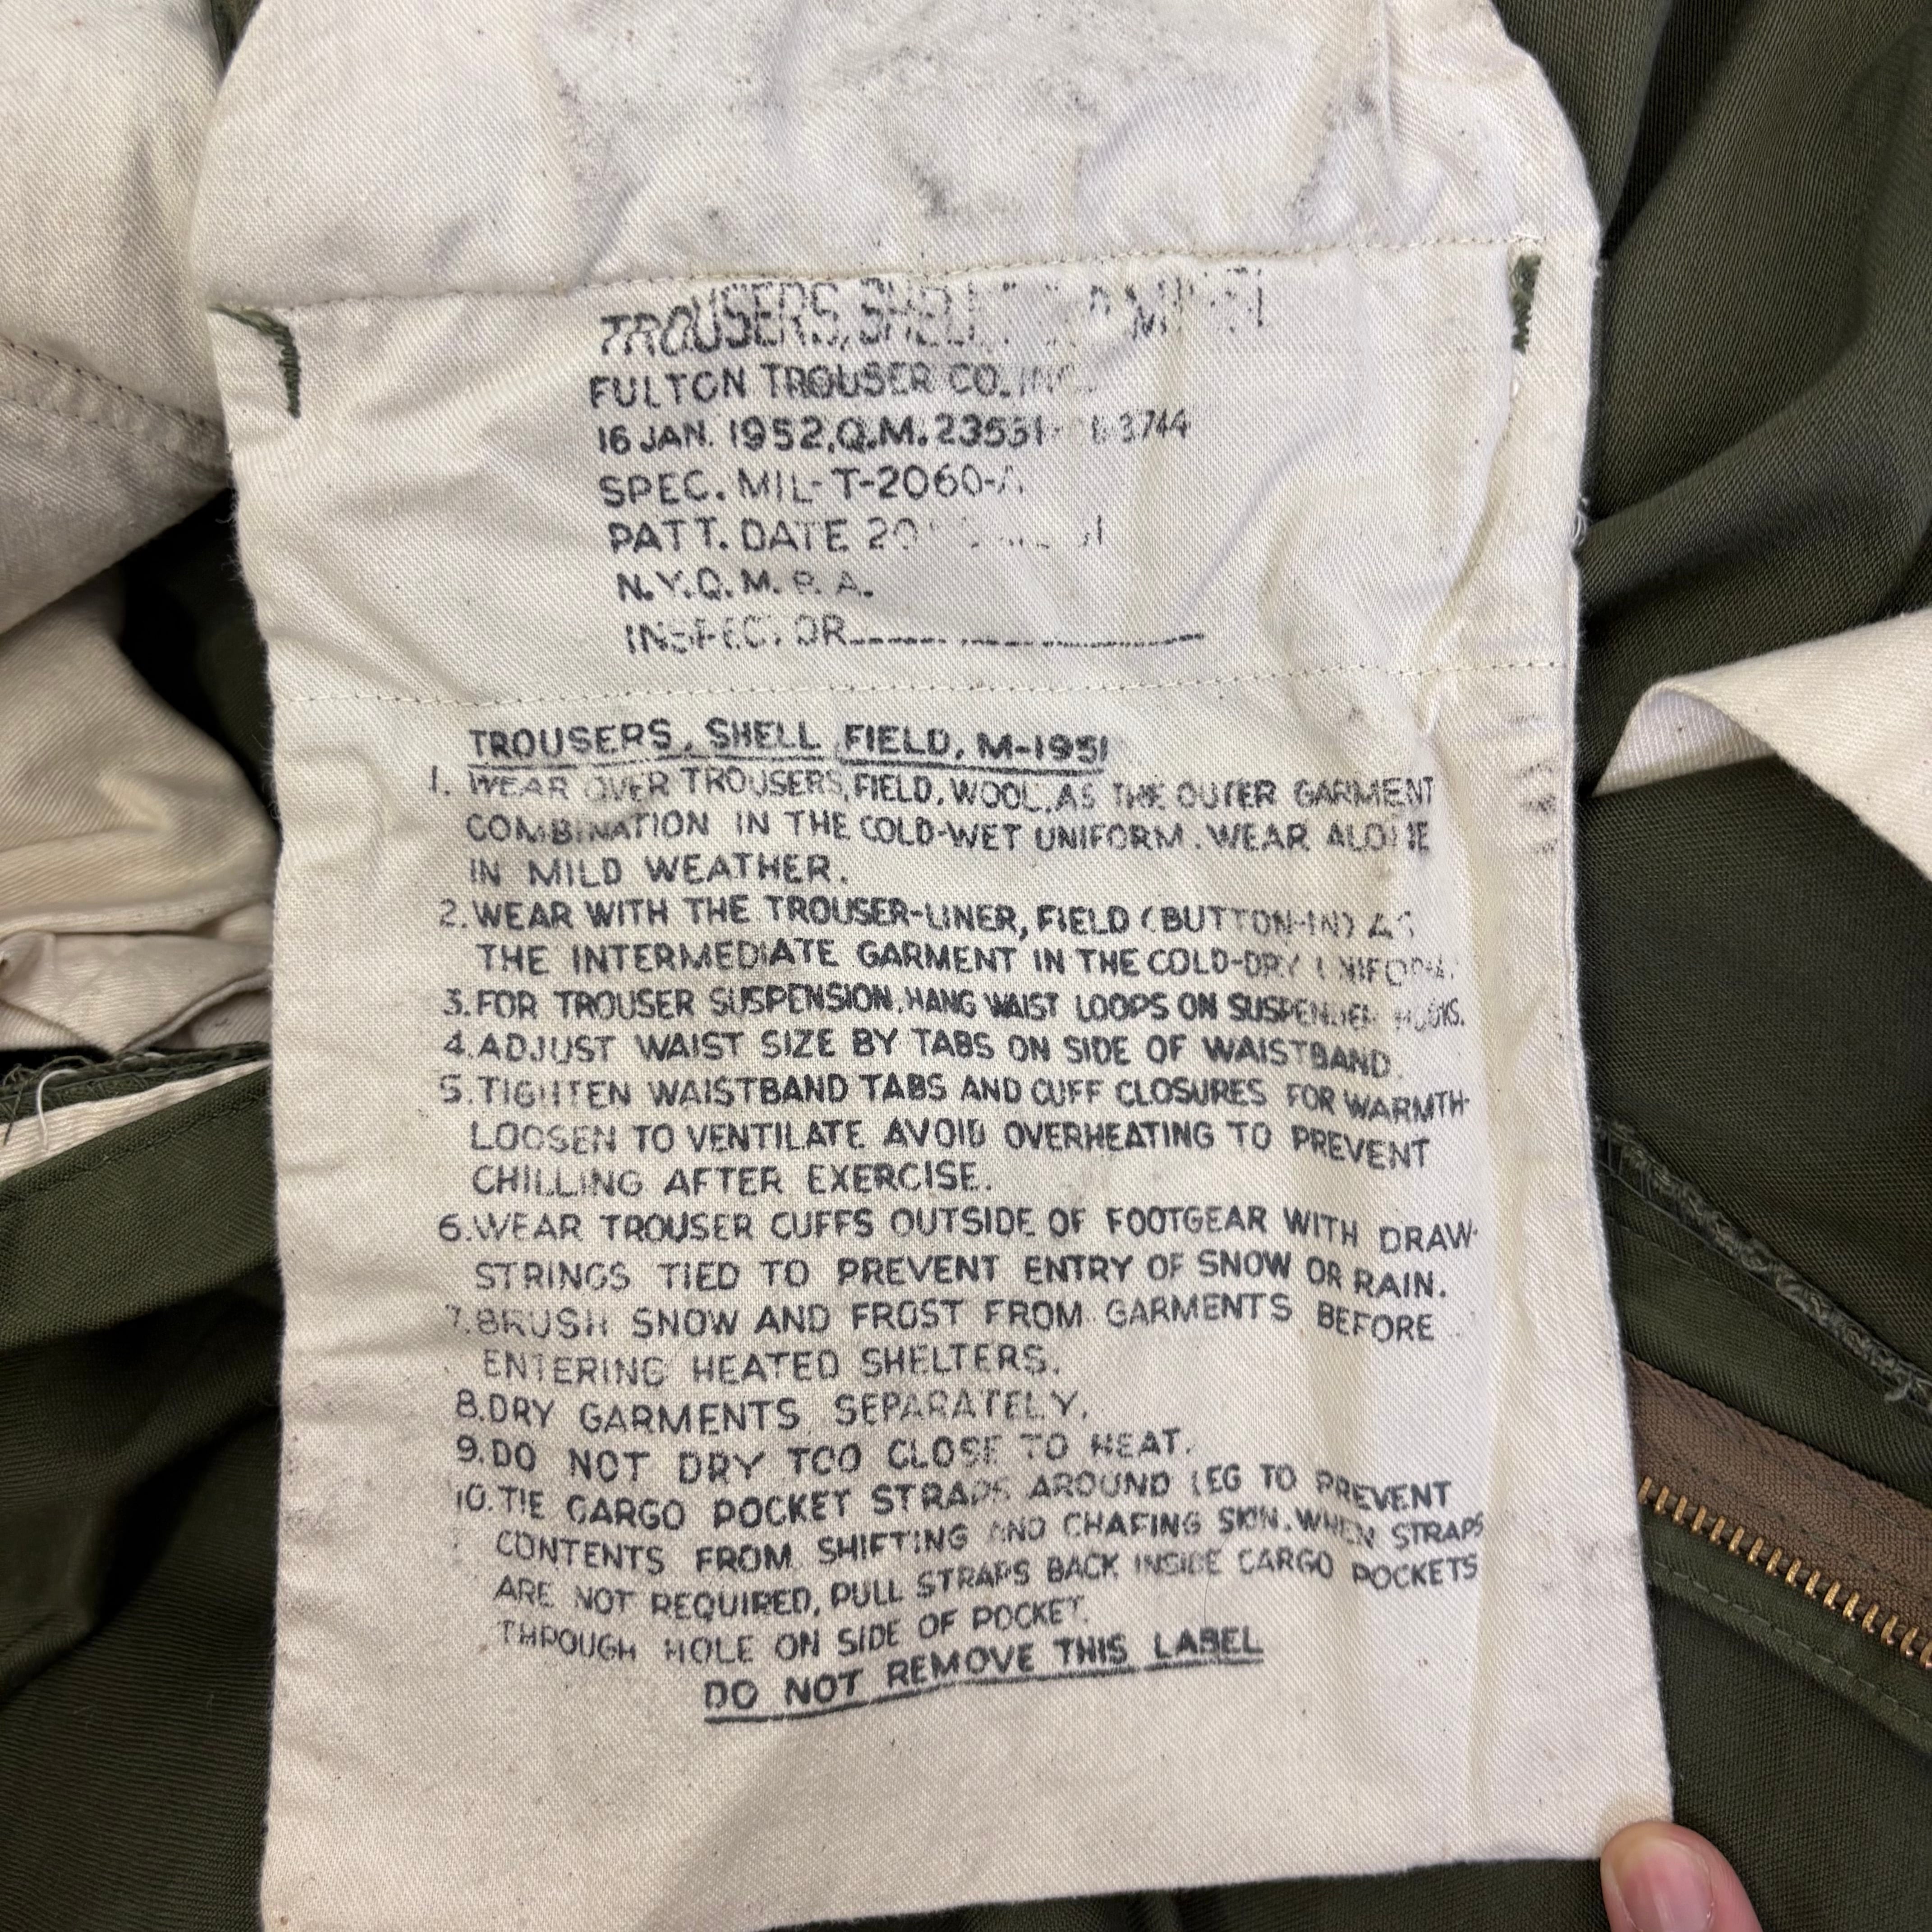 TROUSERS, SHELL
FULTON TROUSER CO. INC.
16 JAN. 1952, Q.M. 23551
SPEC. MIL-T-2060-A
PATT. DATE
N.Y.Q.M.P.A.
INSPECTOR
TROUSERS, SHELL FIELD, M-1951
1. WEAR OVER TROUSERS, FIELD, WOOL, AS THE OUTER GARMENT
COMBINATION IN THE COLD-WET UNIFORM. WEAR ALONE
IN MILD WEATHER.
2. WEAR WITH THE TROUSER-LINER, FIELD (BUTTON-IN) AS
THE INTERMEDIATE GARMENT IN THE COLD-DRY UNIFORM.
3. FOR TROUSER SUSPENSION, HANG WAIST LOOPS ON SUSPENDER HOOKS.
4. ADJUST WAIST SIZE BY TABS ON SIDE OF WAISTBAND.
5. TIGHTEN WAISTBAND TABS AND CUFF CLOSURES FOR WARMTH-
LOOSEN TO VENTILATE AVOID OVERHEATING TO PREVENT
CHILLING AFTER EXERCISE.
6. WEAR TROUSER CUFFS OUTSIDE OF FOOTGEAR WITH DRAW-
STRINGS TIED TO PREVENT ENTRY OF SNOW OR RAIN.
7. BRUSH SNOW AND FROST FROM GARMENTS BEFORE
ENTERING HEATED SHELTERS.
8. DRY GARMENTS SEPARATELY.
9. DO NOT DRY TOO CLOSE TO HEAT.
10. TIE CARGO POCKET STRAPS AROUND LEG TO PREVENT
CONTENTS FROM SHIFTING AND CHAFING SKIN. WHEN STRAPS
ARE NOT REQUIRED, PULL STRAPS BACK INSIDE CARGO POCKETS
THROUGH HOLE ON SIDE OF POCKET.
DO NOT REMOVE THIS LABEL